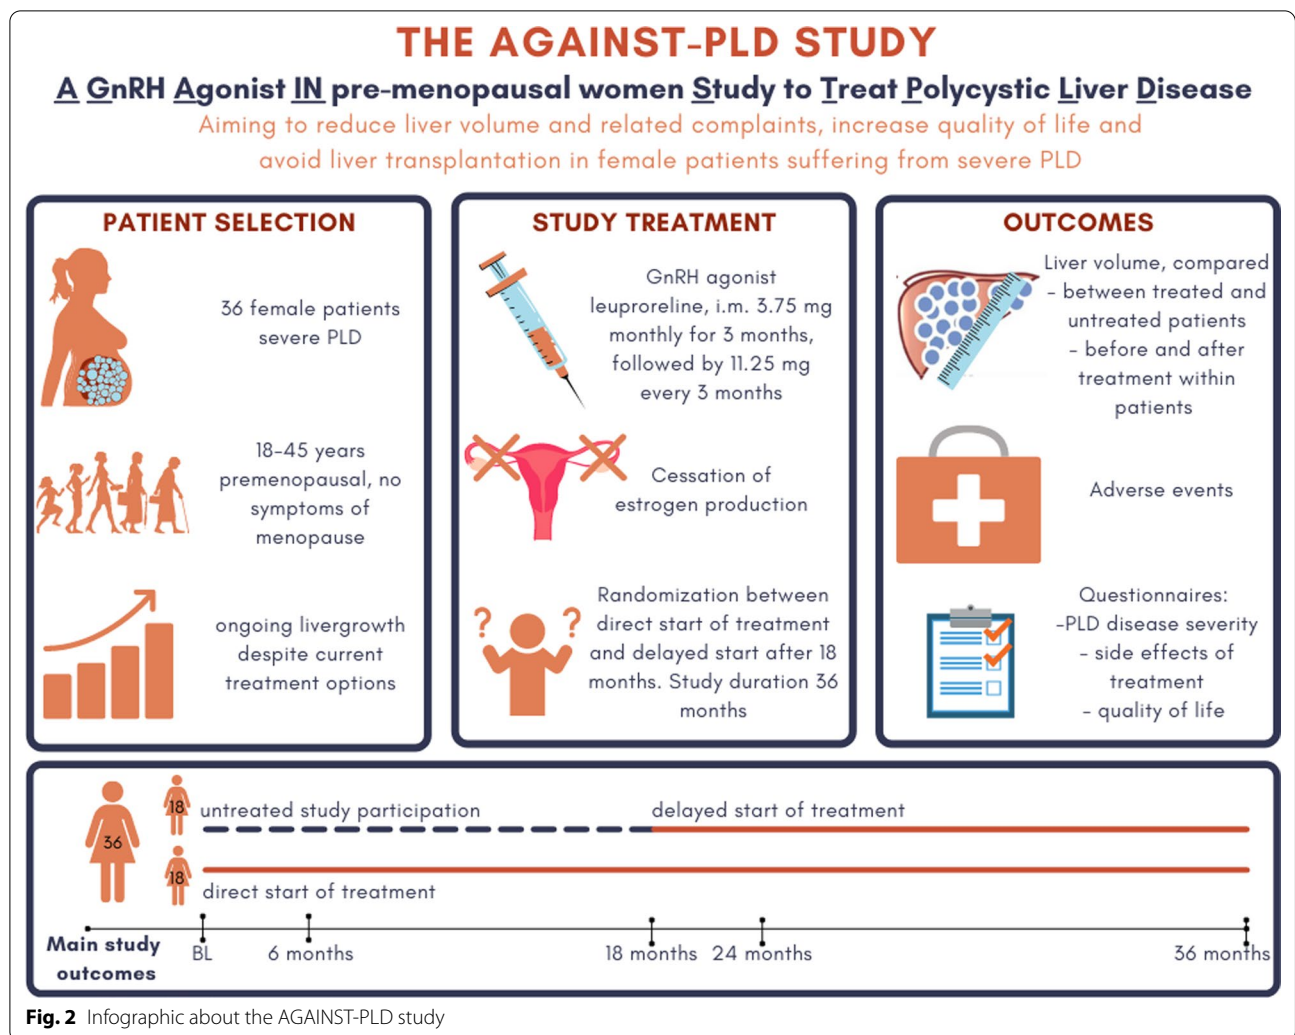 THE AGAINST-PLD STUDY
A GnRH Agonist IN pre-menopausal women Study to Treat Polycystic Liver Disease
Aiming to reduce liver volume and related complaints, increase quality of life and
avoid liver transplantation in female patients suffering from severe PLD
PATIENT SELECTION
36 female patients
severe PLD
18-45 years
premenopausal, no
symptoms of
menopause
ongoing livergrowth
despite current
treatment options
STUDY TREATMENT
GnRH agonist
leuproreline, i.m. 3.75 mg
monthly for 3 months,
followed by 11.25 mg
every 3 months
Cessation of
estrogen production
? ?
Randomization between
direct start of treatment
and delayed start after 18
months. Study duration 36
months
OUTCOMES
Liver volume, compared
- between treated and
untreated patients
- before and after
treatment within
patients
Adverse events
Questionnaires:
-PLD disease severity
- side effects of
treatment
- quality of life
36
18
untreated study participation
delayed start of treatment
18
direct start of treatment
Main study
outcomes
BL
6 months
18 months
24 months
36 months
Fig. 2 Infographic about the AGAINST-PLD study